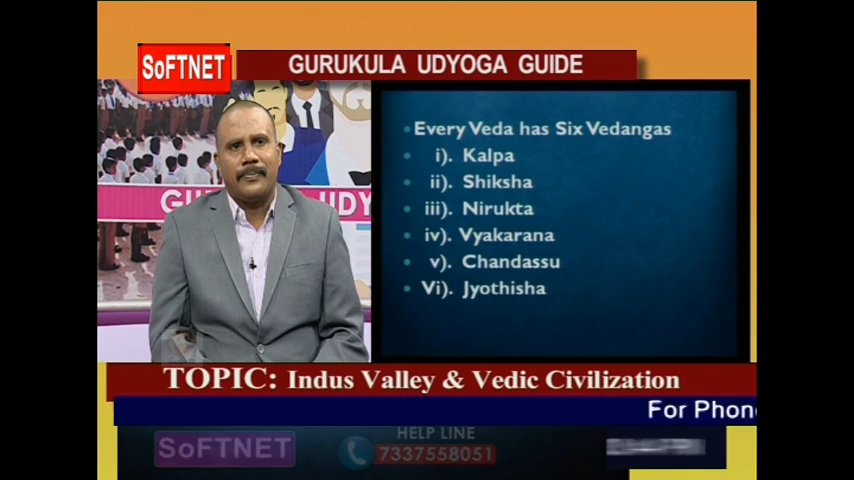 SoFTNET
GURUKULA UDYOGA GUIDE
Every Veda has Six Vedangas
i). Kalpa
ii). Shiksha
iii). Nirukta
iv). Vyakarana
v). Chandassu
Vi). Jyothisha
TOPIC: Indus Valley & Vedic Civilization
For Phon
SoFTNET
HELP LINE
7337558051